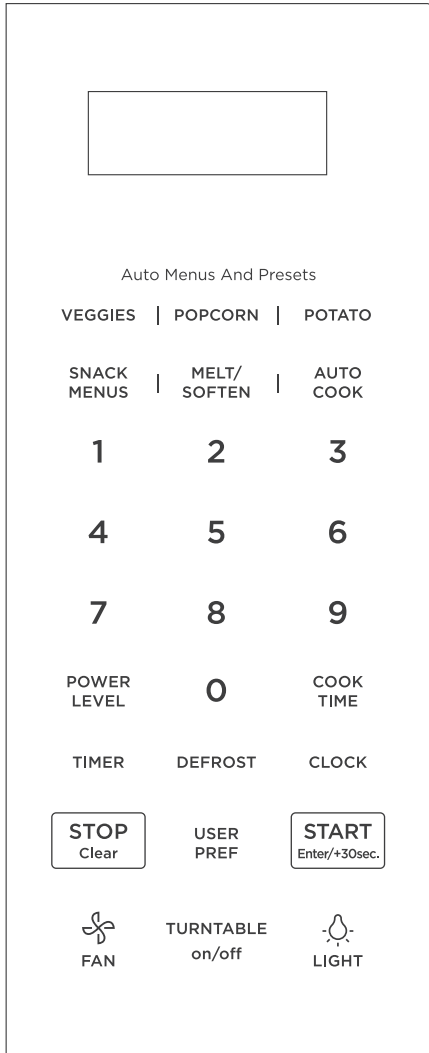 Auto Menus And Presets
VEGGIES | POPCORN | POTATO
SNACK MENUS | MELT/ SOFTEN | AUTO COOK
1 2 3
4 5 6
7 8 9
POWER LEVEL 0 COOK TIME
TIMER DEFROST CLOCK
STOP Clear USER PREF START Enter/+30sec.
FAN TURNTABLE on/off LIGHT